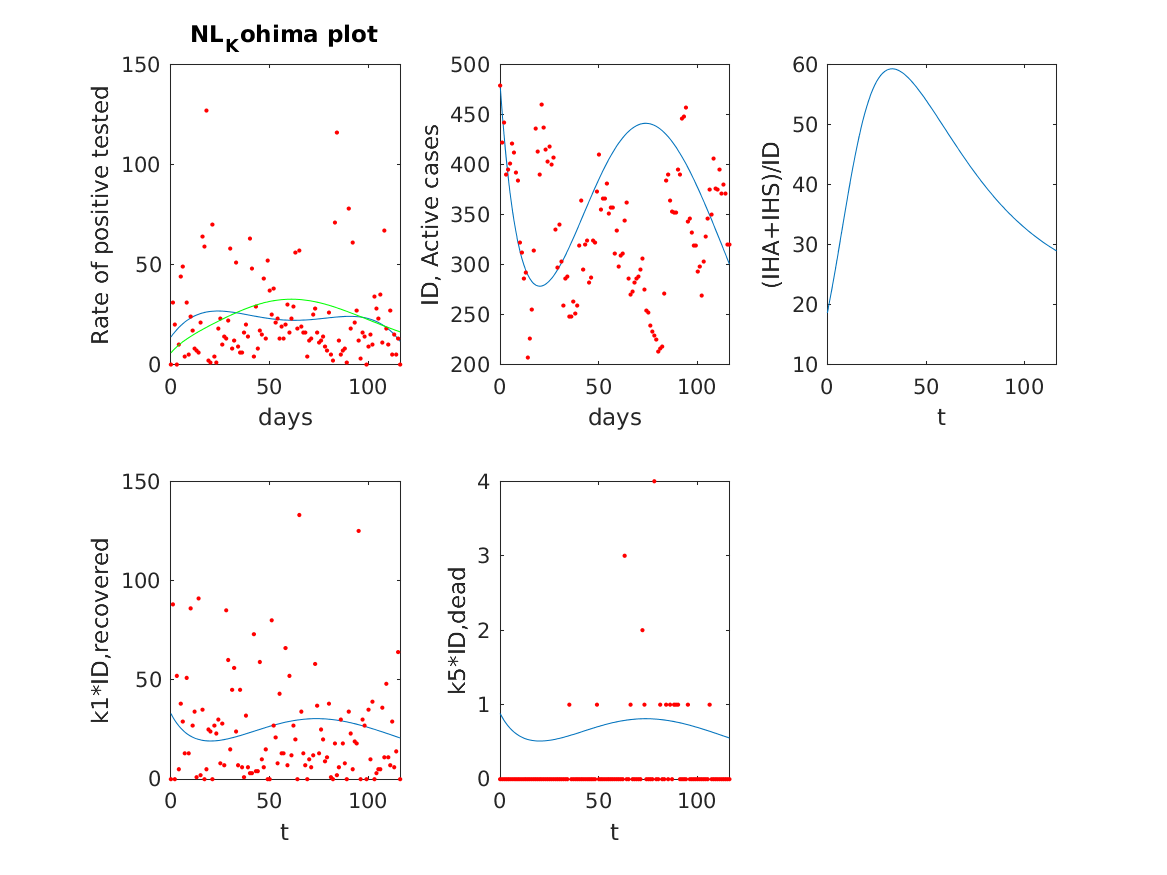 NL_Kohima plot
150
100
50
0
Rate of positive tested
0 50 100
days
500
450
400
350
300
250
200
ID, Active cases
0 50 100
days
60
50
40
30
20
10
(IHA+IHS)/ID
0 50 100
t
150
100
50
0
k1*ID,recovered
0 50 100
t
4
3
2
1
0
k5*ID,dead
0 50 100
t